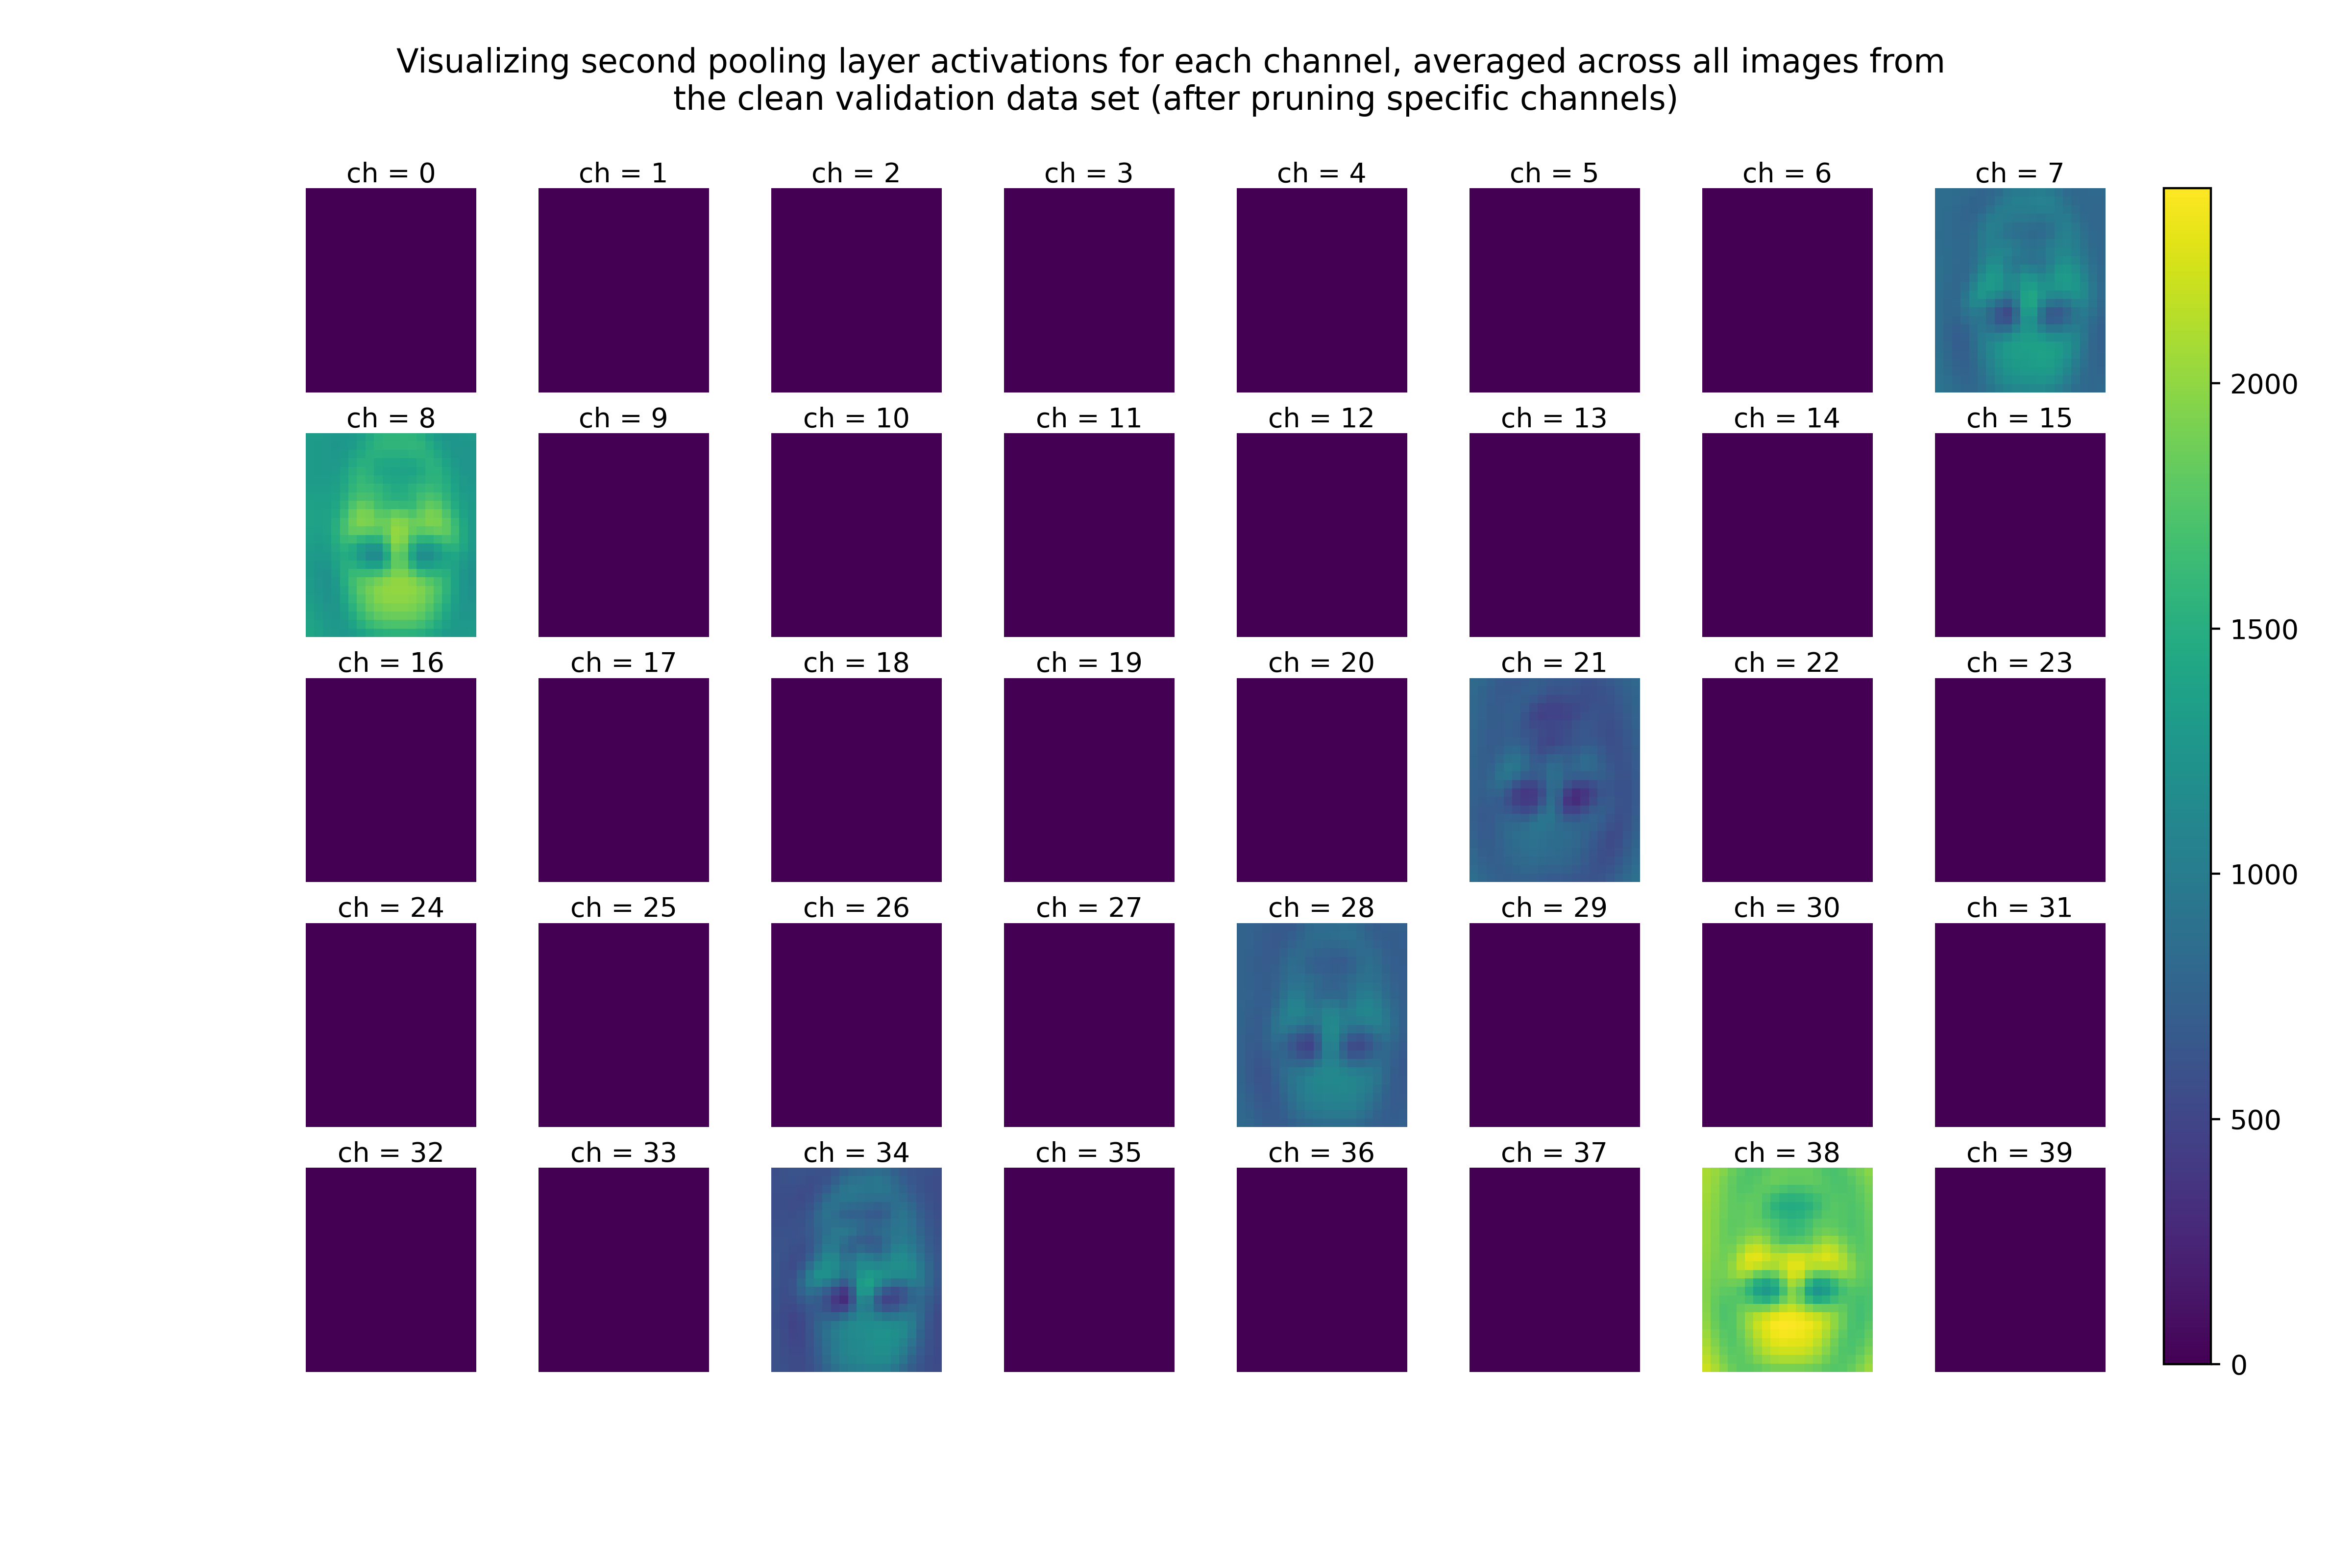 Visualizing second pooling layer activations for each channel, averaged across all images from
the clean validation data set (after pruning specific channels)
ch = 0 ch = 1 ch = 2 ch = 3 ch = 4 ch = 5 ch = 6 ch = 7
ch = 8 ch = 9 ch = 10 ch = 11 ch = 12 ch = 13 ch = 14 ch = 15
ch = 16 ch = 17 ch = 18 ch = 19 ch = 20 ch = 21 ch = 22 ch = 23
ch = 24 ch = 25 ch = 26 ch = 27 ch = 28 ch = 29 ch = 30 ch = 31
ch = 32 ch = 33 ch = 34 ch = 35 ch = 36 ch = 37 ch = 38 ch = 39
2000
1500
1000
500
0